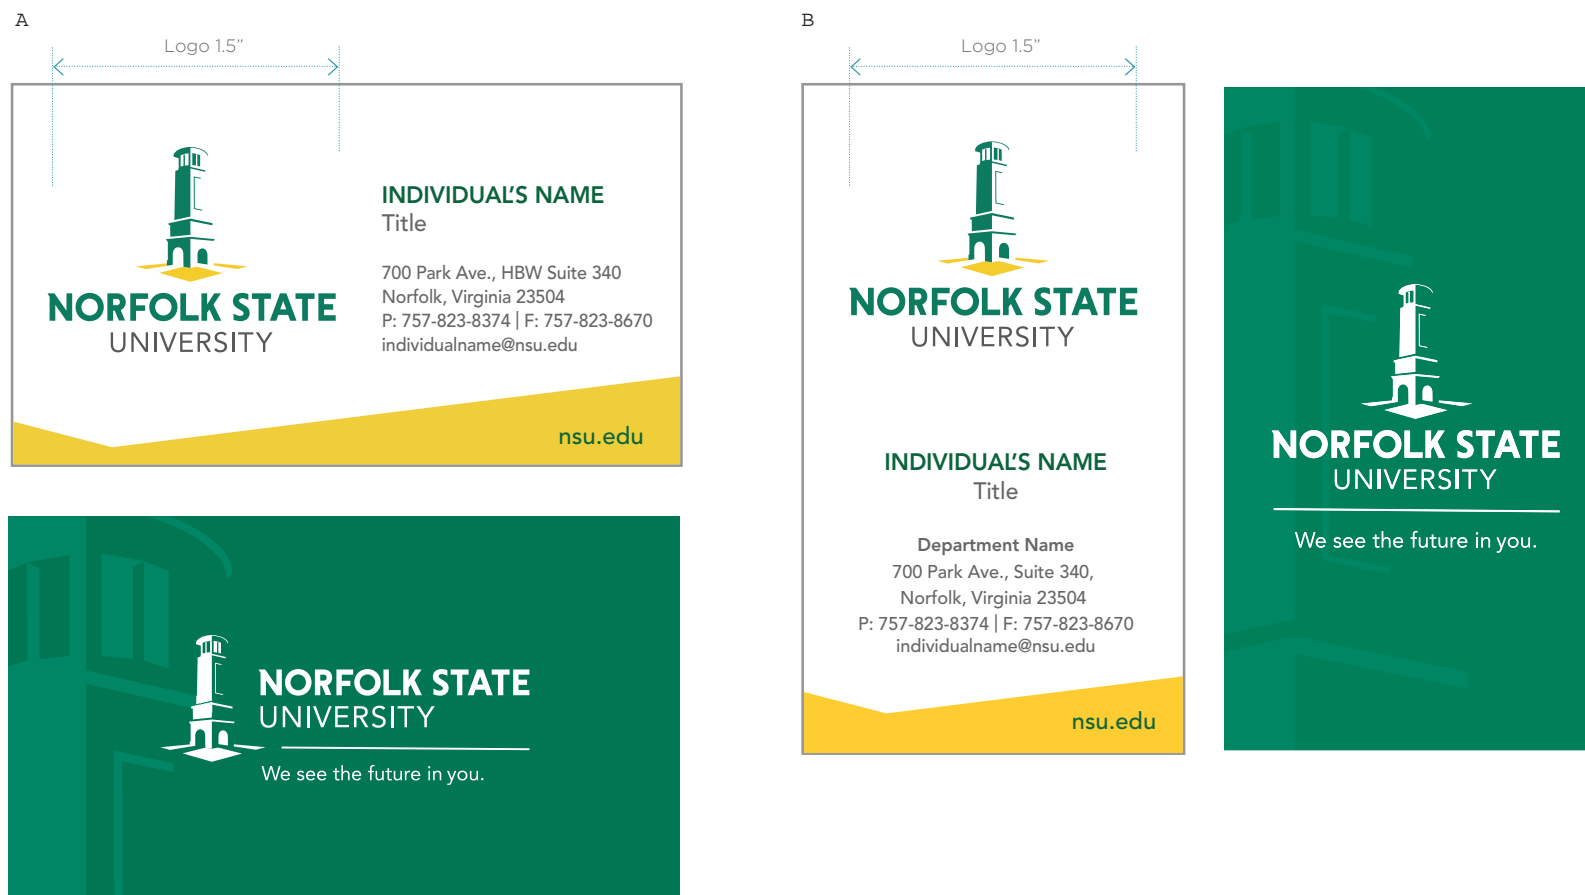 A
Logo 1.5”
NORFOLK STATE
UNIVERSITY
INDIVIDUAL’S NAME
Title
700 Park Ave., HBW Suite 340
Norfolk, Virginia 23504
P: 757-823-8374 | F: 757-823-8670
individualname@nsu.edu
nsu.edu
NORFOLK STATE
UNIVERSITY
We see the future in you.
B
Logo 1.5”
NORFOLK STATE
UNIVERSITY
INDIVIDUAL’S NAME
Title
Department Name
700 Park Ave., Suite 340,
Norfolk, Virginia 23504
P: 757-823-8374 | F: 757-823-8670
individualname@nsu.edu
nsu.edu
NORFOLK STATE
UNIVERSITY
We see the future in you.